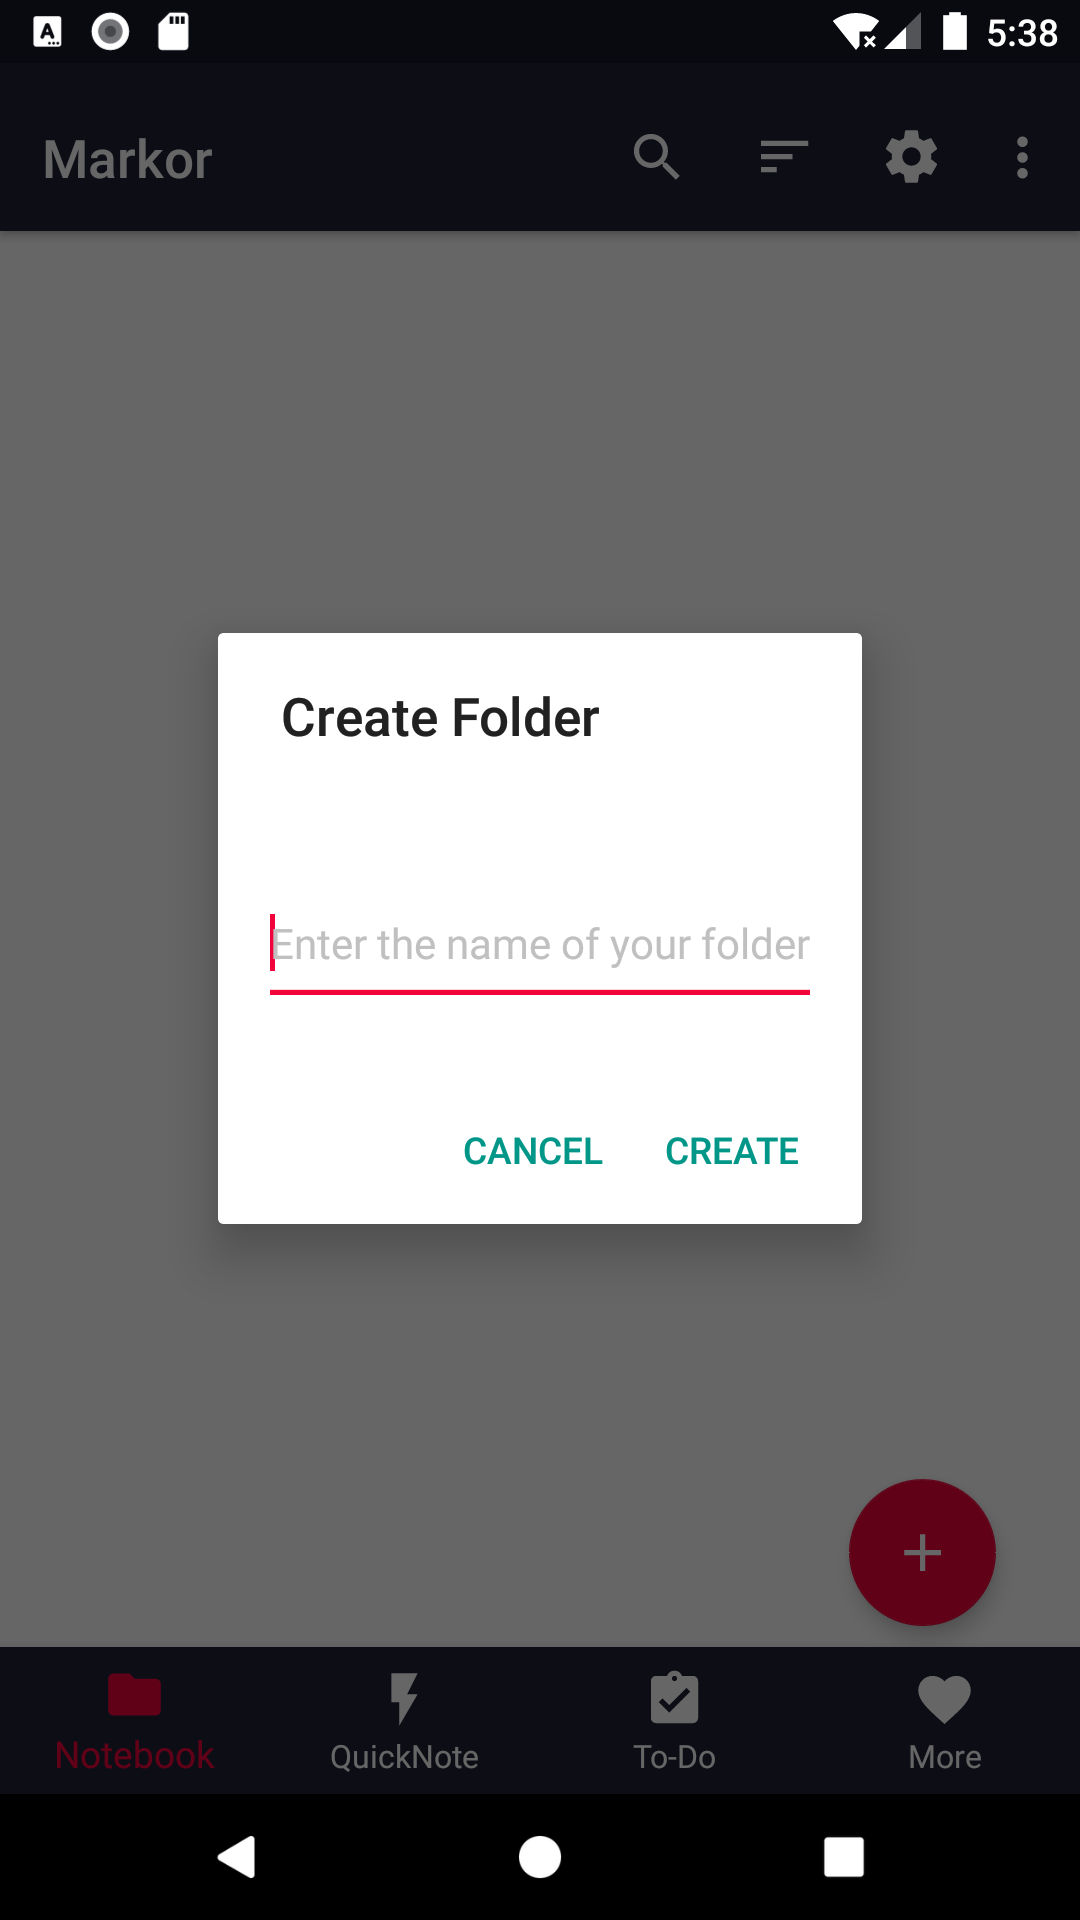 5:38
Markor
Create Folder
Enter the name of your folder
CANCEL CREATE
Notebook QuickNote To-Do More